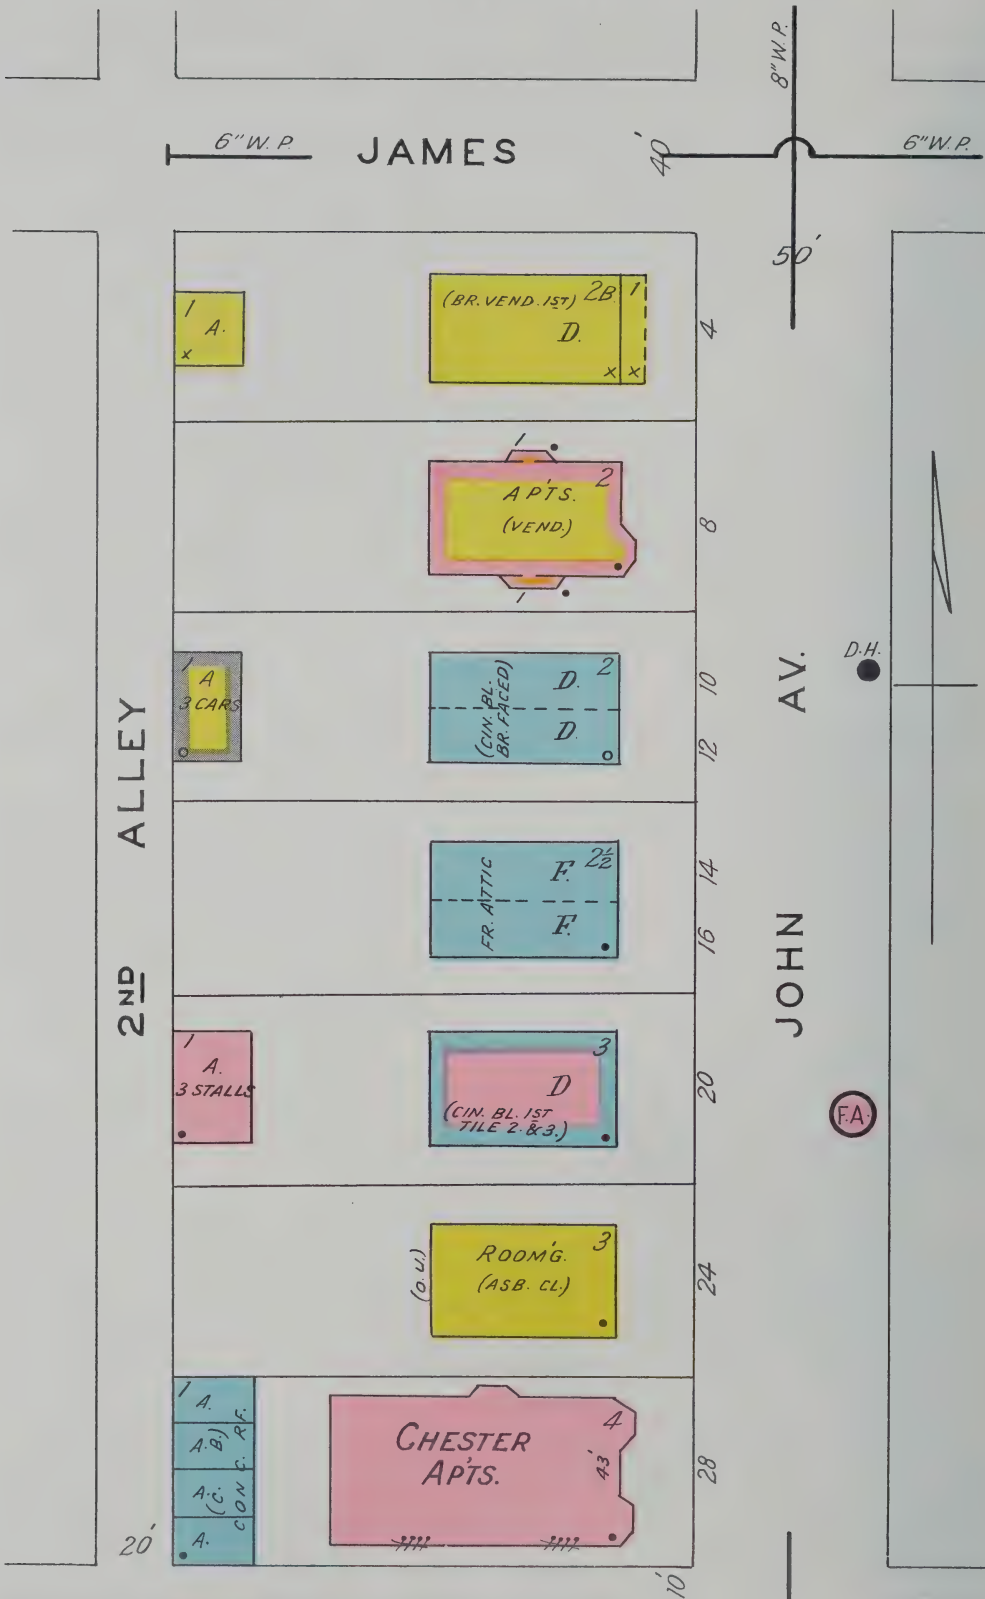 8" W.P.
6" W.P.
JAMES
40'
6" W.P.
50'
1
A.
x
(BR. VEND. 1ST)
2B
1
D.
x
x
4
1
2
AP'TS.
(VEND.)
1
8
1
A
3 CARS
2
D.
D.
(CIN. BL.
BR. FACED)
10
12
D.H.
JOHN AV.
2ND ALLEY
2½
F.
F.
FR. ATTIC
14
16
1
A.
3 STALLS
3
D
(CIN. BL. 1ST
TILE 2. & 3.)
20
F.A.
3
ROOM'G.
(ASB. CL.)
(O.U.)
24
1
A.
A.
A.
A.
(C.B.)
CONC. RF.
CHESTER
APTS.
4
43'
28
20'
10'